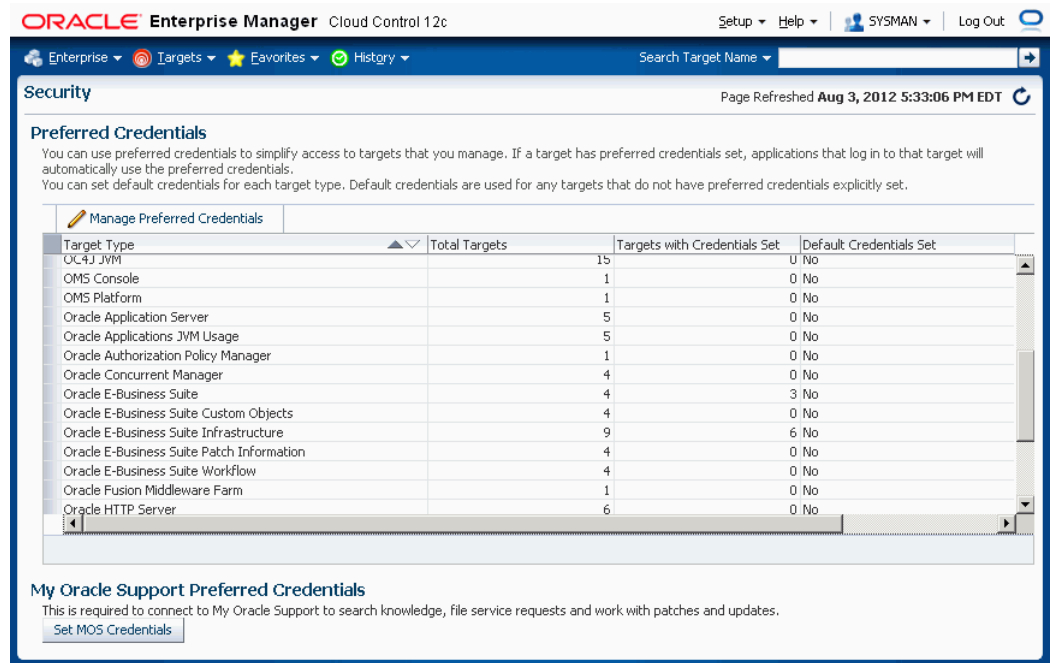 ORACLE Enterprise Manager Cloud Control 12c
Setup Help SYSMAN Log Out
Enterprise Targets Favorites History Search Target Name
Security
Page Refreshed Aug 3, 2012 5:33:06 PM EDT
Preferred Credentials
You can use preferred credentials to simplify access to targets that you manage. If a target has preferred credentials set, applications that log in to that target will
automatically use the preferred credentials.
You can set default credentials for each target type. Default credentials are used for any targets that do not have preferred credentials explicitly set.
Manage Preferred Credentials
Target Type Total Targets Targets with Credentials Set Default Credentials Set
OC4J JVM 15 0 No
OMS Console 1 0 No
OMS Platform 1 0 No
Oracle Application Server 5 0 No
Oracle Applications JVM Usage 5 0 No
Oracle Authorization Policy Manager 1 0 No
Oracle Concurrent Manager 4 0 No
Oracle E-Business Suite 4 3 No
Oracle E-Business Suite Custom Objects 4 0 No
Oracle E-Business Suite Infrastructure 9 6 No
Oracle E-Business Suite Patch Information 4 0 No
Oracle E-Business Suite Workflow 4 0 No
Oracle Fusion Middleware Farm 1 0 No
Oracle HTTP Server 6 0 No
My Oracle Support Preferred Credentials
This is required to connect to My Oracle Support to search knowledge, file service requests and work with patches and updates.
Set MOS Credentials